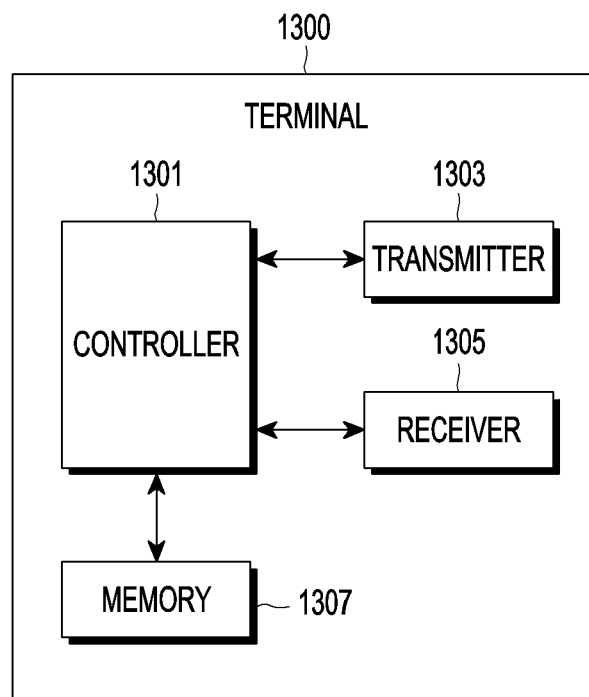 1300
TERMINAL
1301
1303
TRANSMITTER
CONTROLLER
1305
RECEIVER
MEMORY
1307